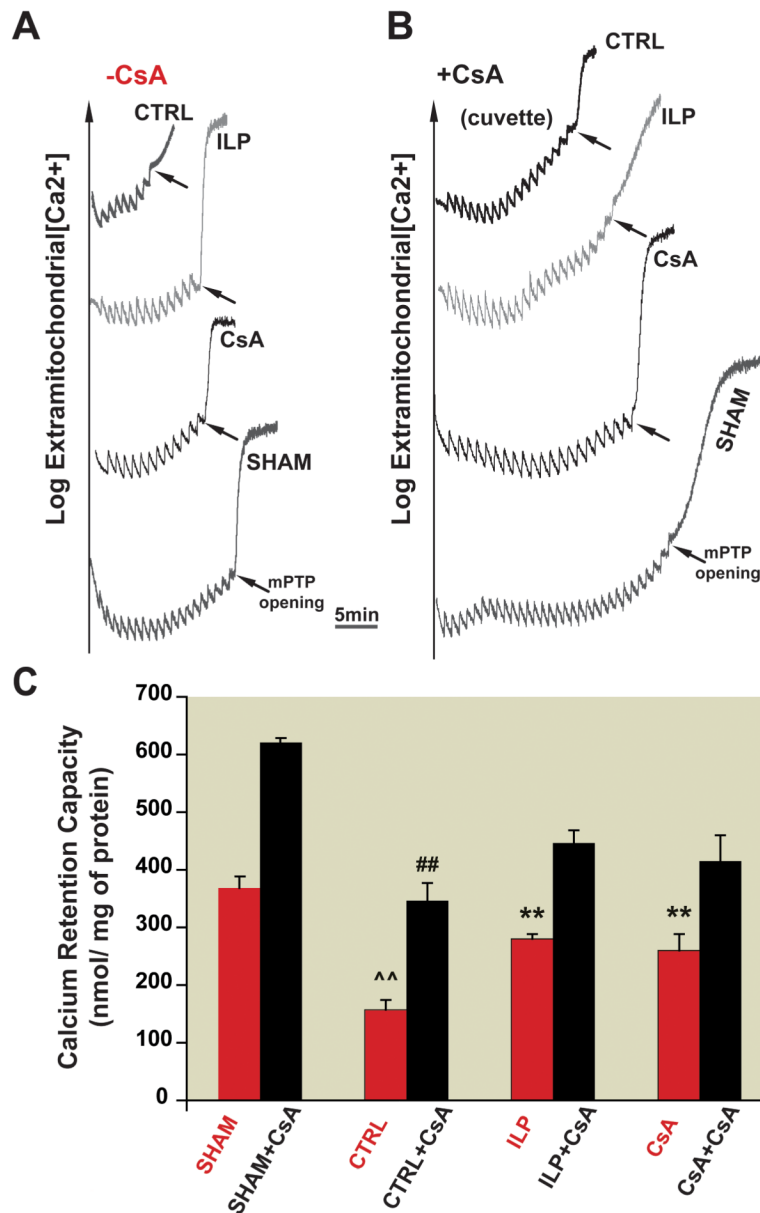 A
-CsA
CTRL
ILP
CsA
SHAM
mPTP
opening
Log Extramitochondrial[Ca2+]
5min
B
+CsA
(cuvette)
CTRL
ILP
CsA
SHAM
mPTP
opening
Log Extramitochondrial[Ca2+]
C
Calcium Retention Capacity
(nmol/ mg of protein)
700
600
500
400
300
200
100
0
^^
##
**
**
SHAM
SHAM+CsA
CTRL
CTRL+CsA
ILP
ILP+CsA
CsA
CsA+CsA